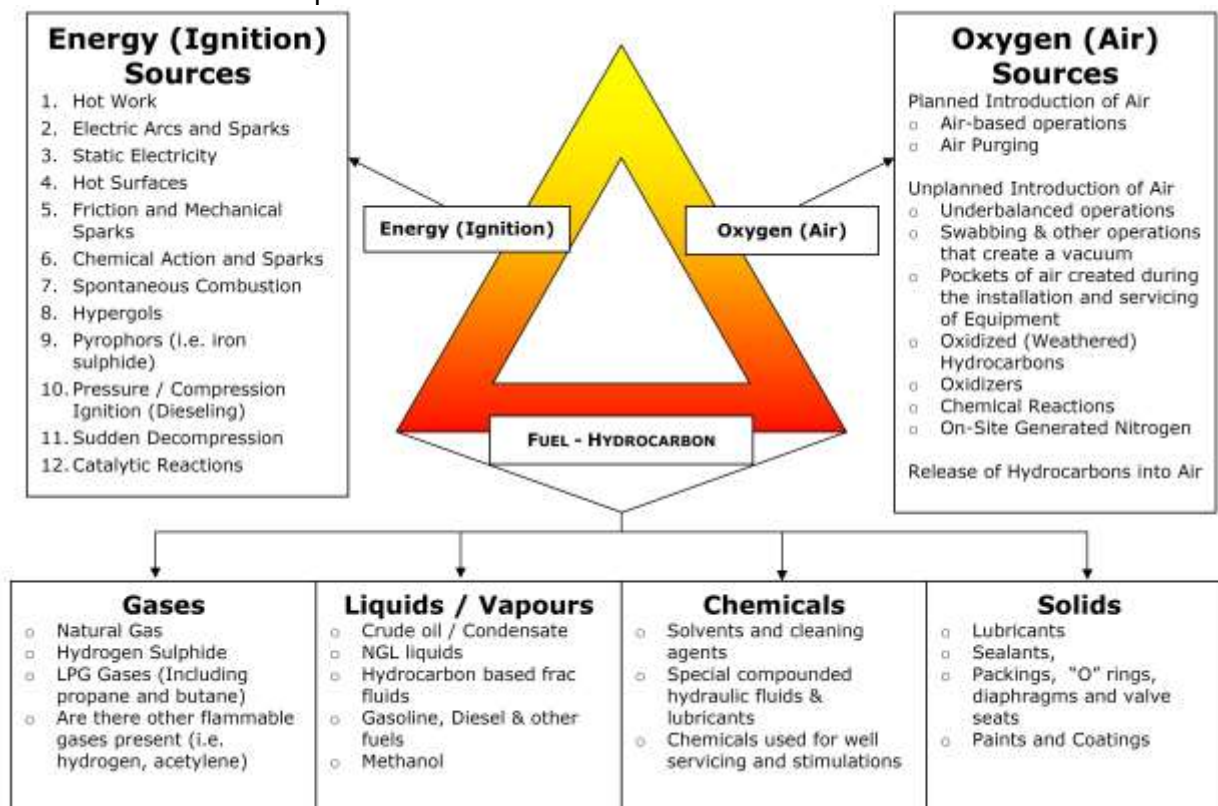 Energy (Ignition)
Sources
1. Hot Work
2. Electric Arcs and Sparks
3. Static Electricity
4. Hot Surfaces
5. Friction and Mechanical
Sparks
6. Chemical Action and Sparks
7. Spontaneous Combustion
8. Hypergols
9. Pyrophors (i.e. iron
sulphide)
10. Pressure / Compression
Ignition (Dieseling)
11. Sudden Decompression
12. Catalytic Reactions
Energy (Ignition)
Oxygen (Air)
FUEL - HYDROCARBON
Oxygen (Air)
Sources
Planned Introduction of Air
o Air-based operations
o Air Purging
Unplanned Introduction of Air
o Underbalanced operations
o Swabbing & other operations
that create a vacuum
o Pockets of air created during
the installation and servicing
of Equipment
o Oxidized (Weathered)
Hydrocarbons
o Oxidizers
o Chemical Reactions
o On-Site Generated Nitrogen
Release of Hydrocarbons into Air
Gases
o Natural Gas
o Hydrogen Sulphide
o LPG Gases (Including
propane and butane)
o Are there other flammable
gases present (i.e.
hydrogen, acetylene)
Liquids / Vapours
o Crude oil / Condensate
o NGL liquids
o Hydrocarbon based frac
fluids
o Gasoline, Diesel & other
fuels
o Methanol
Chemicals
o Solvents and cleaning
agents
o Special compounded
hydraulic fluids &
lubricants
o Chemicals used for well
servicing and stimulations
Solids
o Lubricants
o Sealants,
o Packings, "O" rings,
diaphragms and valve
seats
o Paints and Coatings